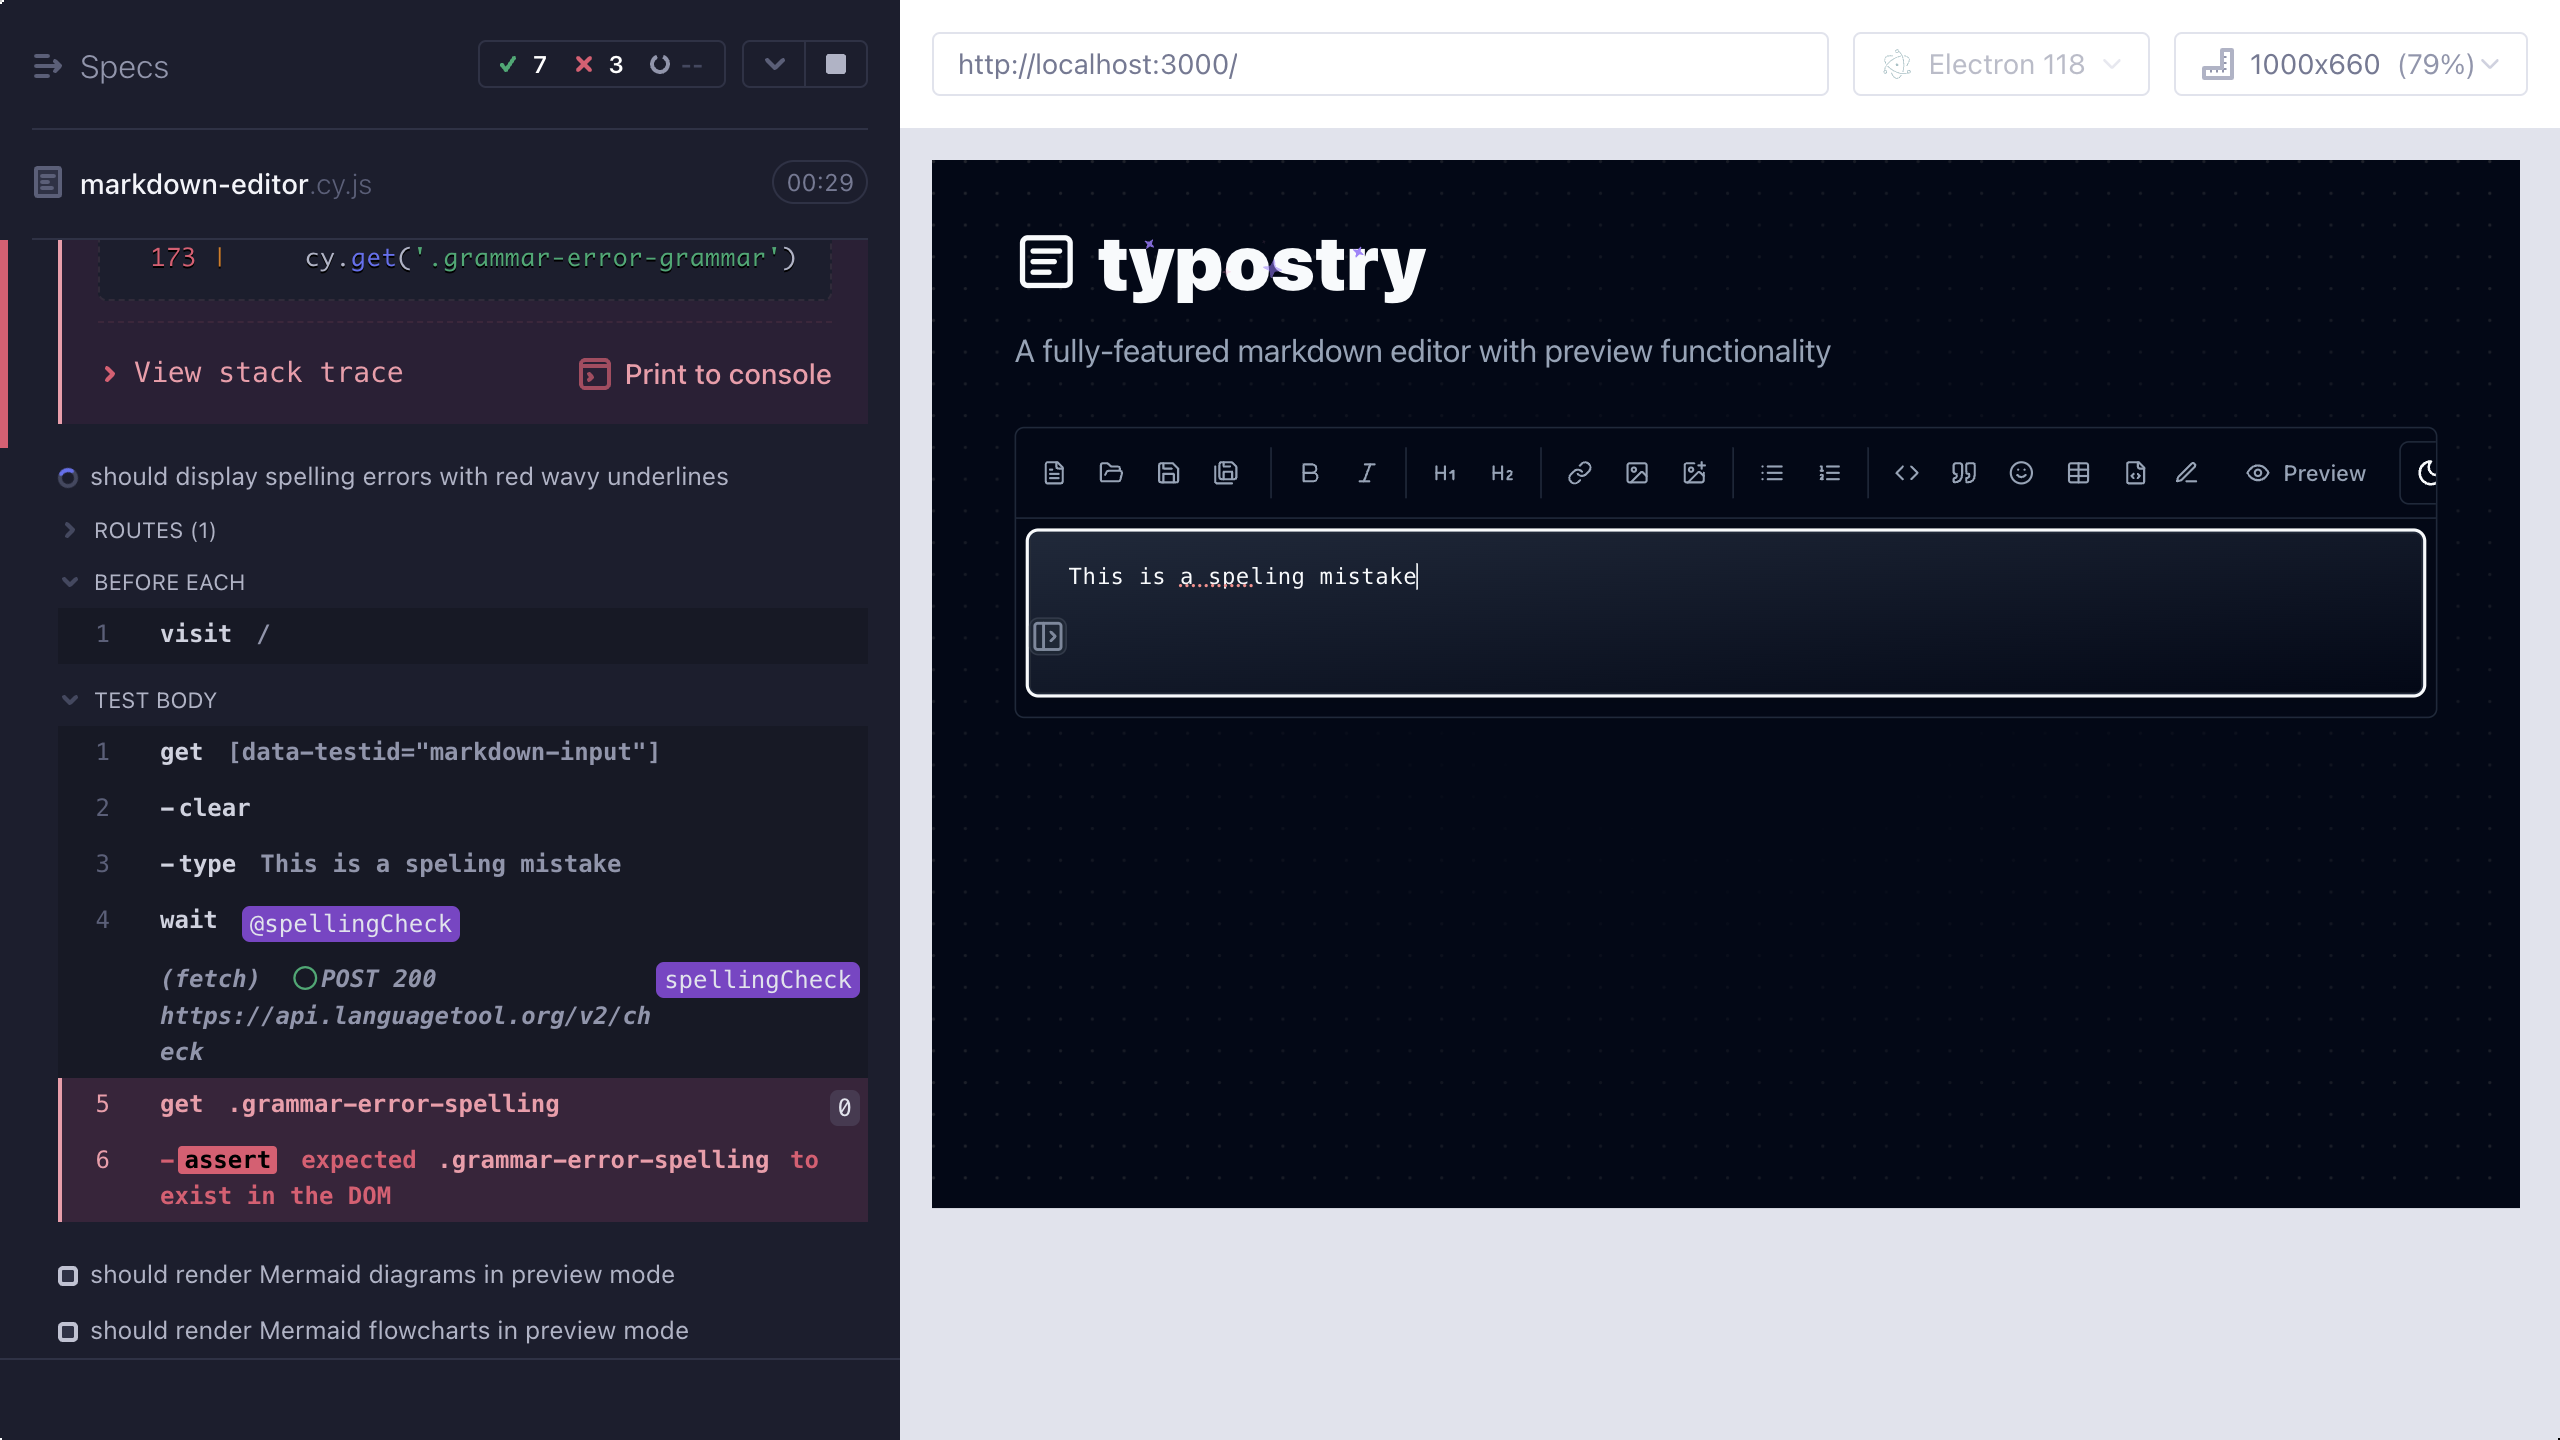 Specs
7 3 --
markdown-editor.cy.js
00:29
173 | cy.get('.grammar-error-grammar')
View stack trace
Print to console
should display spelling errors with red wavy underlines
ROUTES (1)
BEFORE EACH
1 visit /
TEST BODY
1 get [data-testid="markdown-input"]
2 -clear
3 -type This is a speling mistake
4 wait @spellingCheck
(fetch) POST 200 spellingCheck
https://api.languagetool.org/v2/ch
eck
5 get .grammar-error-spelling 0
6 -assert expected .grammar-error-spelling to
exist in the DOM
should render Mermaid diagrams in preview mode
should render Mermaid flowcharts in preview mode
http://localhost:3000/
Electron 118
1000x660 (79%)
typostry
A fully-featured markdown editor with preview functionality
B I H1 H2 Preview
This is a speling mistake